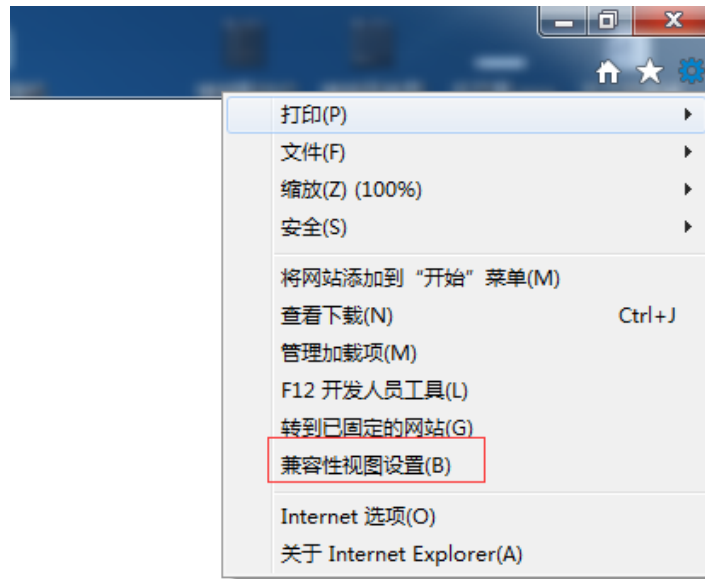 打印(P)
文件(F)
缩放(Z) (100%)
安全(S)
将网站添加到“开始”菜单(M)
查看下载(N) Ctrl+J
管理加载项(M)
F12 开发人员工具(L)
转到已固定的网站(G)
兼容性视图设置(B)
Internet 选项(O)
关于 Internet Explorer(A)